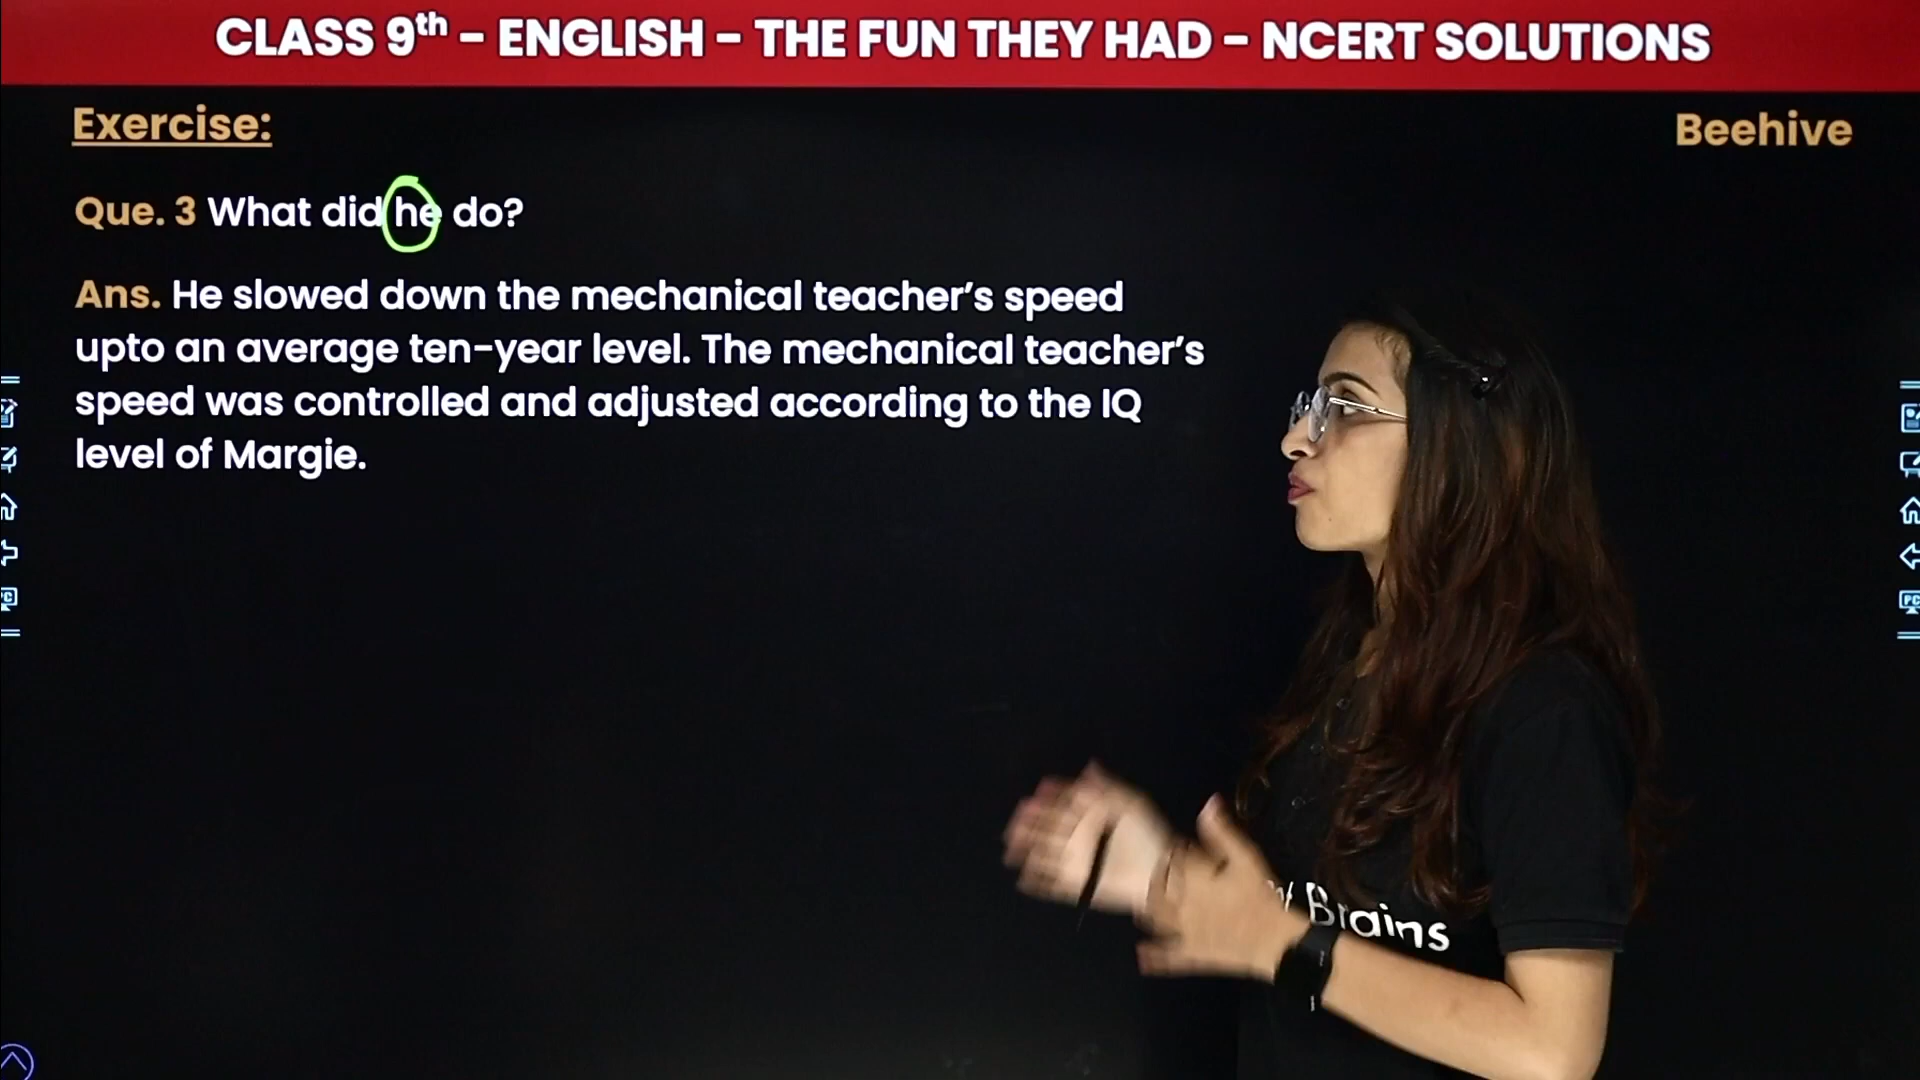 CLASS 9th - ENGLISH - THE FUN THEY HAD - NCERT SOLUTIONS
Exercise:
Beehive
Que. 3 What did he do?
Ans. He slowed down the mechanical teacher's speed
upto an average ten-year level. The mechanical teacher's
speed was controlled and adjusted according to the IQ
level of Margie.
Brains
PC